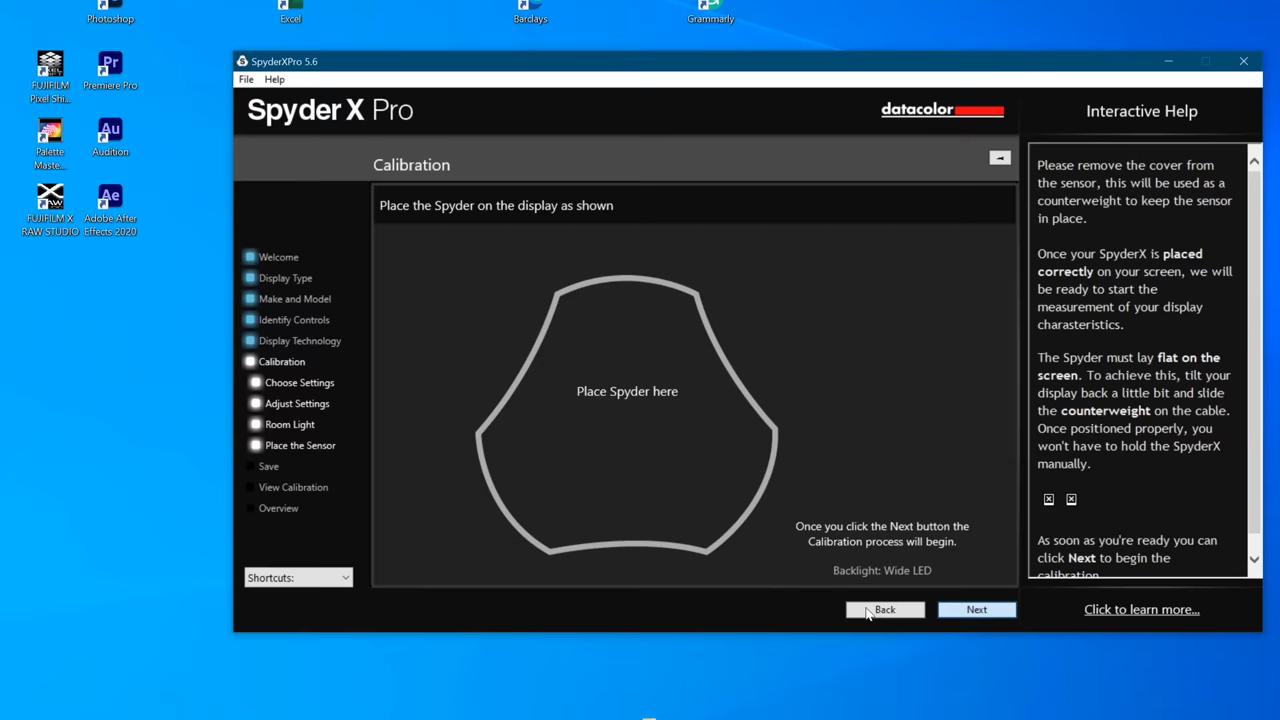 Photoshop
Excel
Barclays
Grammarly
FUJIFILM
Pixel Shi...
Pr
Premiere Pro
Palette
Maste...
Au
Audition
RAW
FUJIFILM X
RAW STUDIO
Ae
Adobe After
Effects 2020
S
SpyderXPro 5.6
File
Help
Spyder X Pro
datacolor
Calibration
Place the Spyder on the display as shown
Welcome
Display Type
Make and Model
Identify Controls
Display Technology
Calibration
Choose Settings
Adjust Settings
Room Light
Place the Sensor
Save
View Calibration
Overview
Shortcuts:
Place Spyder here
Once you click the Next button the
Calibration process will begin.
Backlight: Wide LED
Back
Next
Interactive Help
Please remove the cover from
the sensor, this will be used as a
counterweight to keep the sensor
in place.
Once your SpyderX is placed
correctly on your screen, we will
be ready to start the
measurement of your display
charasteristics.
The Spyder must lay flat on the
screen. To achieve this, tilt your
display back a little bit and slide
the counterweight on the cable.
Once positioned properly, you
won't have to hold the SpyderX
manually.
As soon as you're ready you can
click Next to begin the
calibration
Click to learn more...